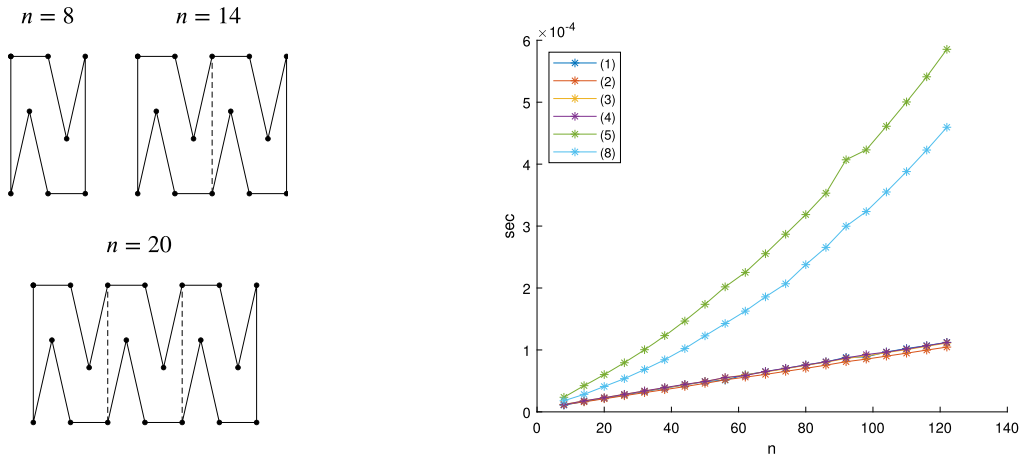 n = 8
n = 14
n = 20
×10⁻⁴
6
5
4
3
2
1
0
sec
(1)
(2)
(3)
(4)
(5)
(8)
0 20 40 60 80 100 120 140
n